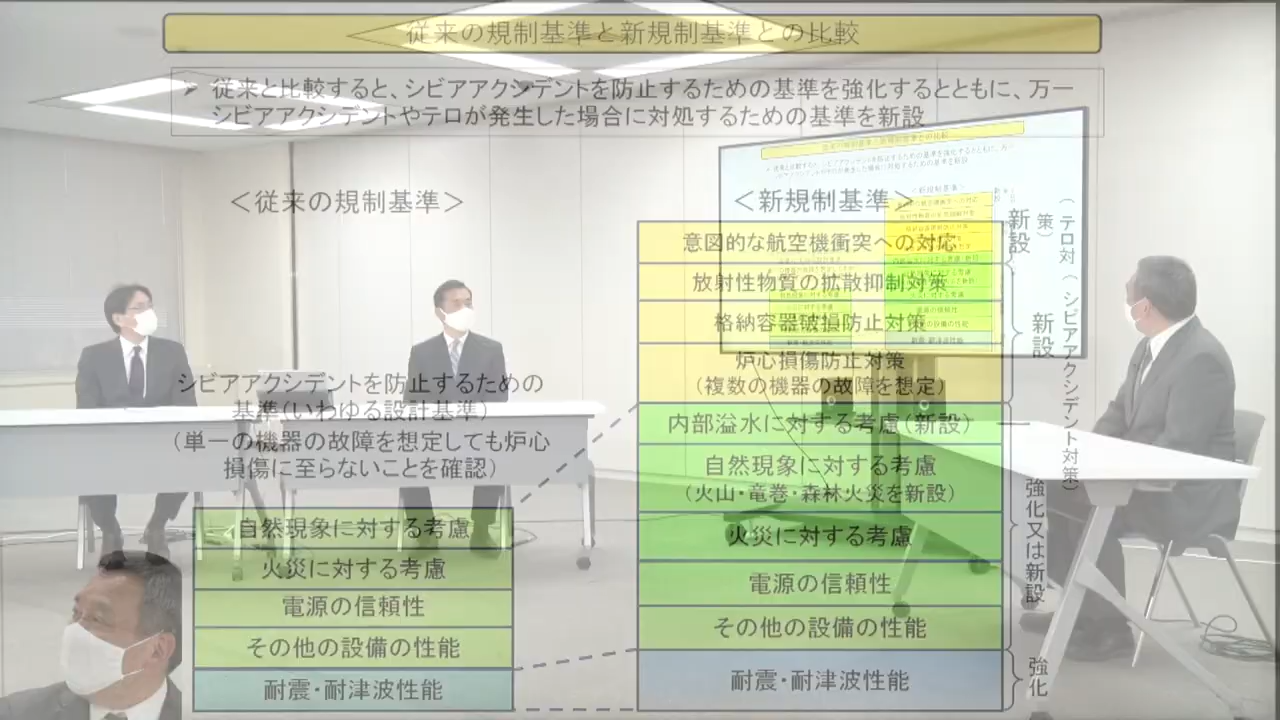 従来の規制基準と新規制基準との比較
➢ 従来と比較すると、シビアアクシデントを防止するための基準を強化するとともに、万一
シビアアクシデントやテロが発生した場合に対処するための基準を新設
＜従来の規制基準＞
シビアアクシデントを防止するための
基準(いわゆる設計基準)
(単一の機器の故障を想定しても炉心
損傷に至らないことを確認)
自然現象に対する考慮
火災に対する考慮
電源の信頼性
その他の設備の性能
耐震・耐津波性能
＜新規制基準＞
意図的な航空機衝突への対応
放射性物質の拡散抑制対策
格納容器破損防止対策
炉心損傷防止対策
(複数の機器の故障を想定)
内部溢水に対する考慮(新設)
自然現象に対する考慮
(火山・竜巻・森林火災を新設)
火災に対する考慮
電源の信頼性
その他の設備の性能
耐震・耐津波性能
新設
(テロ対
策)
新設
(シビアアクシデント対策)
強化又は新設
強化